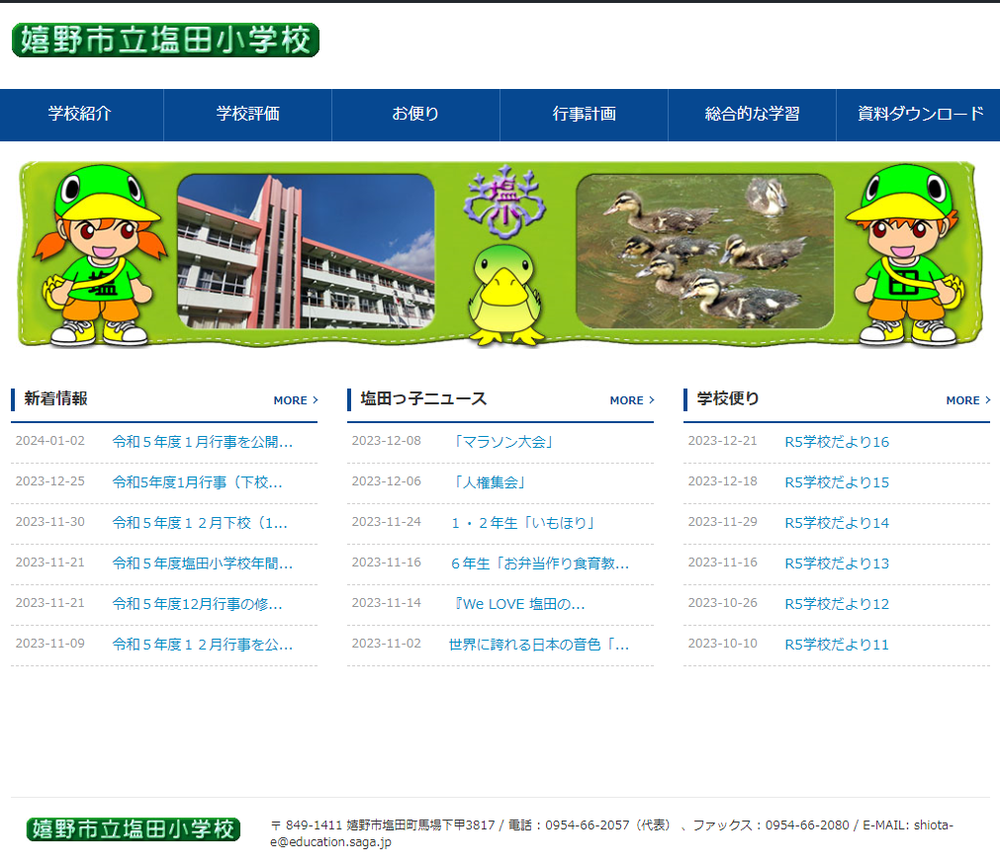 嬉野市立塩田小学校
学校紹介
学校評価
お便り
行事計画
総合的な学習
資料ダウンロード
塩
塩
田
新着情報
MORE
2024-01-02 令和５年度１月行事を公開...
2023-12-25 令和5年度1月行事（下校...
2023-11-30 令和５年度１２月下校（1...
2023-11-21 令和５年度塩田小学校年間...
2023-11-21 令和５年度12月行事の修...
2023-11-09 令和５年度１２月行事を公...
塩田っ子ニュース
MORE
2023-12-08 「マラソン大会」
2023-12-06 「人権集会」
2023-11-24 １・２年生「いもほり」
2023-11-16 ６年生「お弁当作り食育教...
2023-11-14 『We LOVE 塩田の...
2023-11-02 世界に誇れる日本の音色「...
学校便り
MORE
2023-12-21 R5学校だより16
2023-12-18 R5学校だより15
2023-11-29 R5学校だより14
2023-11-16 R5学校だより13
2023-10-26 R5学校だより12
2023-10-10 R5学校だより11
嬉野市立塩田小学校
〒 849-1411 嬉野市塩田町馬場下甲3817 / 電話：0954-66-2057（代表） 、ファックス：0954-66-2080 / E-MAIL: shiota-
e@education.saga.jp